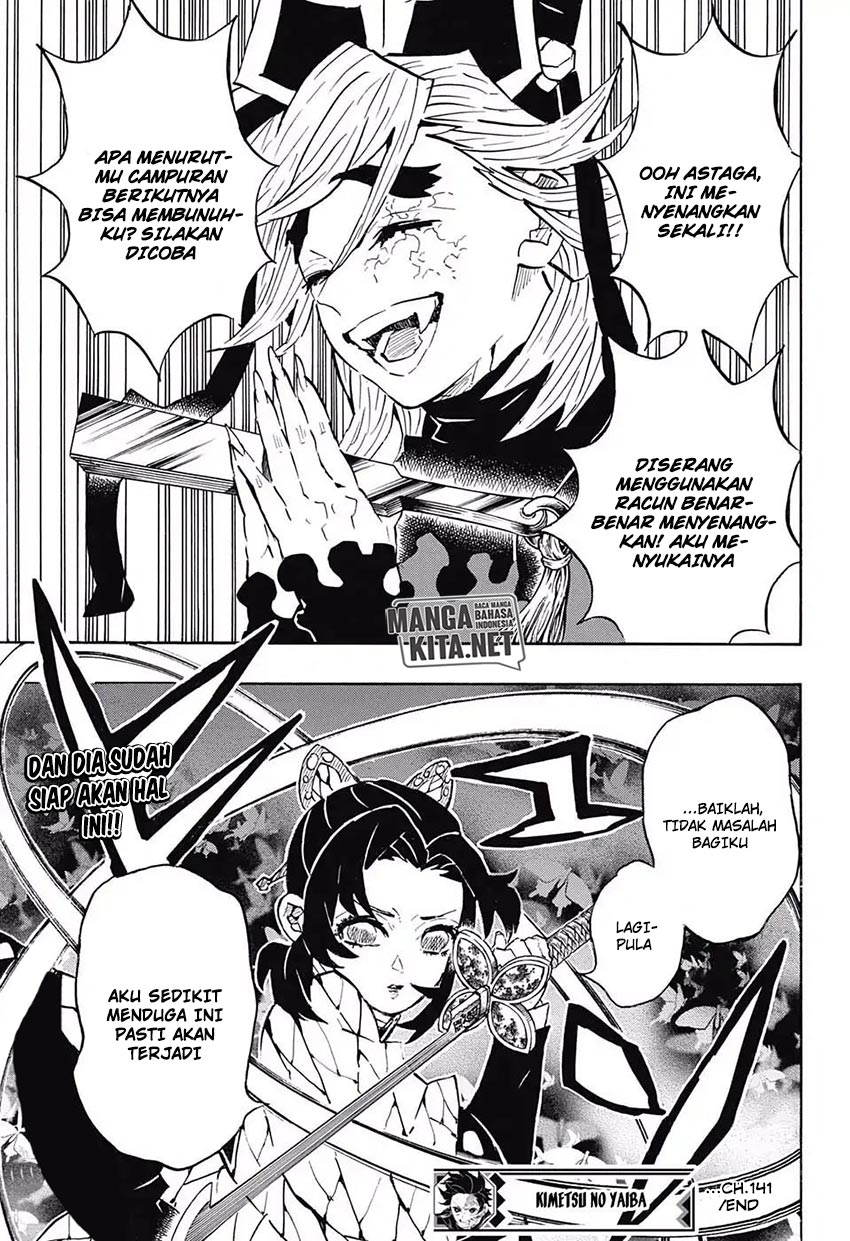 OOH ASTAGA,
INI ME-
NYENANGKAN
SEKALI!!
APA MENURUT-
MU CAMPURAN
BERIKUTNYA
BISA MEMBUNUH-
KU? SILAKAN
DICOBA
DISERANG
MENGGUNAKAN
RACUN BENAR-
BENAR MENYENANG-
KAN! AKU ME-
NYUKAINYA
MANGA
KITA.NET
BACA MANGA
BAHASA
INDONESIA
...BAIKLAH,
TIDAK MASALAH
BAGIKU
LAGI-
PULA
DAN DIA SUDAH
SIAP AKAN HAL
INI!!
AKU SEDIKIT
MENDUGA INI
PASTI AKAN
TERJADI
KIMETSU NO YAIBA
...CH.141
/END